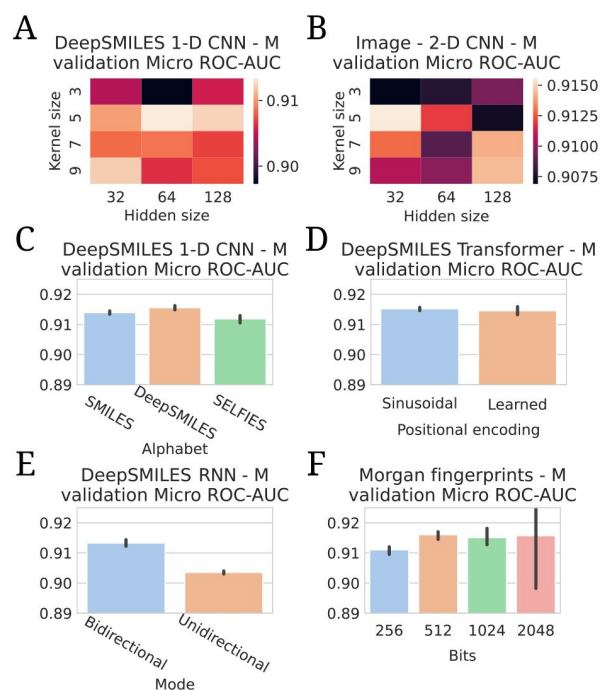 A
DeepSMILES 1-D CNN - M
validation Micro ROC-AUC
Kernel size
3
5
7
9
32 64 128
Hidden size
0.91
0.90
B
Image - 2-D CNN - M
validation Micro ROC-AUC
Kernel size
3
5
7
9
32 64 128
Hidden size
0.9150
0.9125
0.9100
0.9075
C
DeepSMILES 1-D CNN - M
validation Micro ROC-AUC
0.92
0.91
0.90
0.89
SMILES
DeepSMILES
SELFIES
Alphabet
D
DeepSMILES Transformer - M
validation Micro ROC-AUC
0.92
0.91
0.90
0.89
Sinusoidal Learned
Positional encoding
E
DeepSMILES RNN - M
validation Micro ROC-AUC
0.92
0.91
0.90
0.89
Bidirectional
Unidirectional
Mode
F
Morgan fingerprints - M
validation Micro ROC-AUC
0.92
0.91
0.90
0.89
256 512 1024 2048
Bits